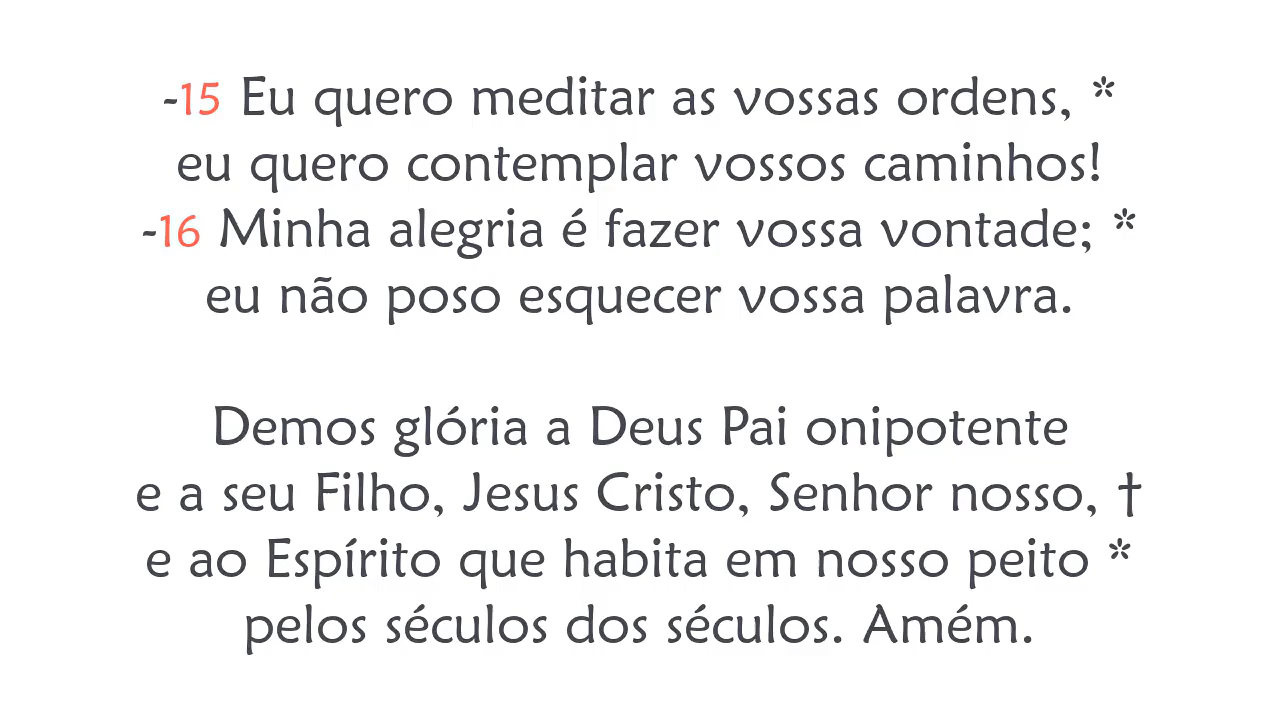 -15 Eu quero meditar as vossas ordens, *
eu quero contemplar vossos caminhos!
-16 Minha alegria é fazer vossa vontade; *
eu não poso esquecer vossa palavra.
Demos glória a Deus Pai onipotente
e a seu Filho, Jesus Cristo, Senhor nosso, †
e ao Espírito que habita em nosso peito *
pelos séculos dos séculos. Amém.